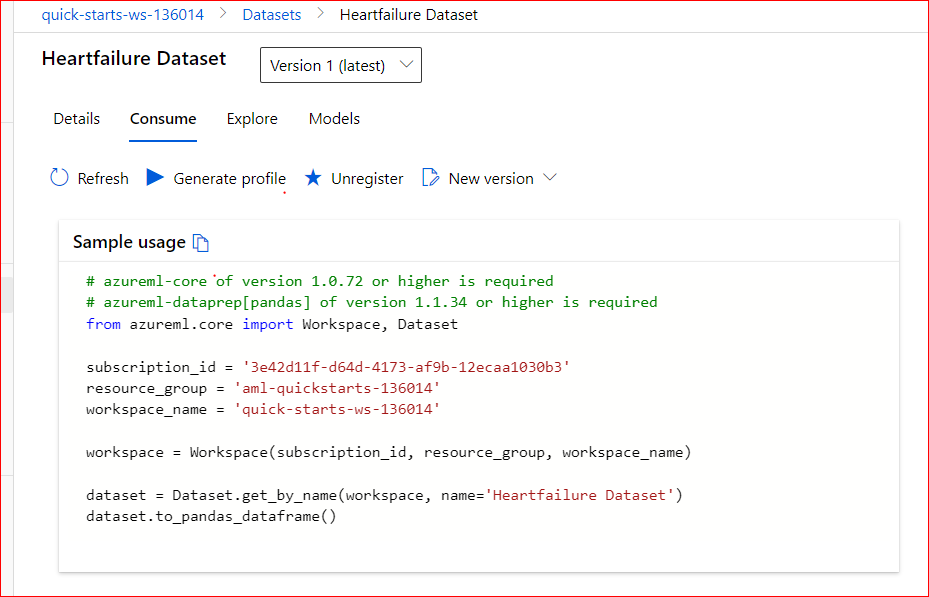 quick-starts-ws-136014 > Datasets > Heartfailure Dataset
Heartfailure Dataset Version 1 (latest)
Details Consume Explore Models
Refresh Generate profile Unregister New version
Sample usage
# azureml-core of version 1.0.72 or higher is required
# azureml-dataprep[pandas] of version 1.1.34 or higher is required
from azureml.core import Workspace, Dataset
subscription_id = '3e42d11f-d64d-4173-af9b-12ecaa1030b3'
resource_group = 'aml-quickstarts-136014'
workspace_name = 'quick-starts-ws-136014'
workspace = Workspace(subscription_id, resource_group, workspace_name)
dataset = Dataset.get_by_name(workspace, name='Heartfailure Dataset')
dataset.to_pandas_dataframe()